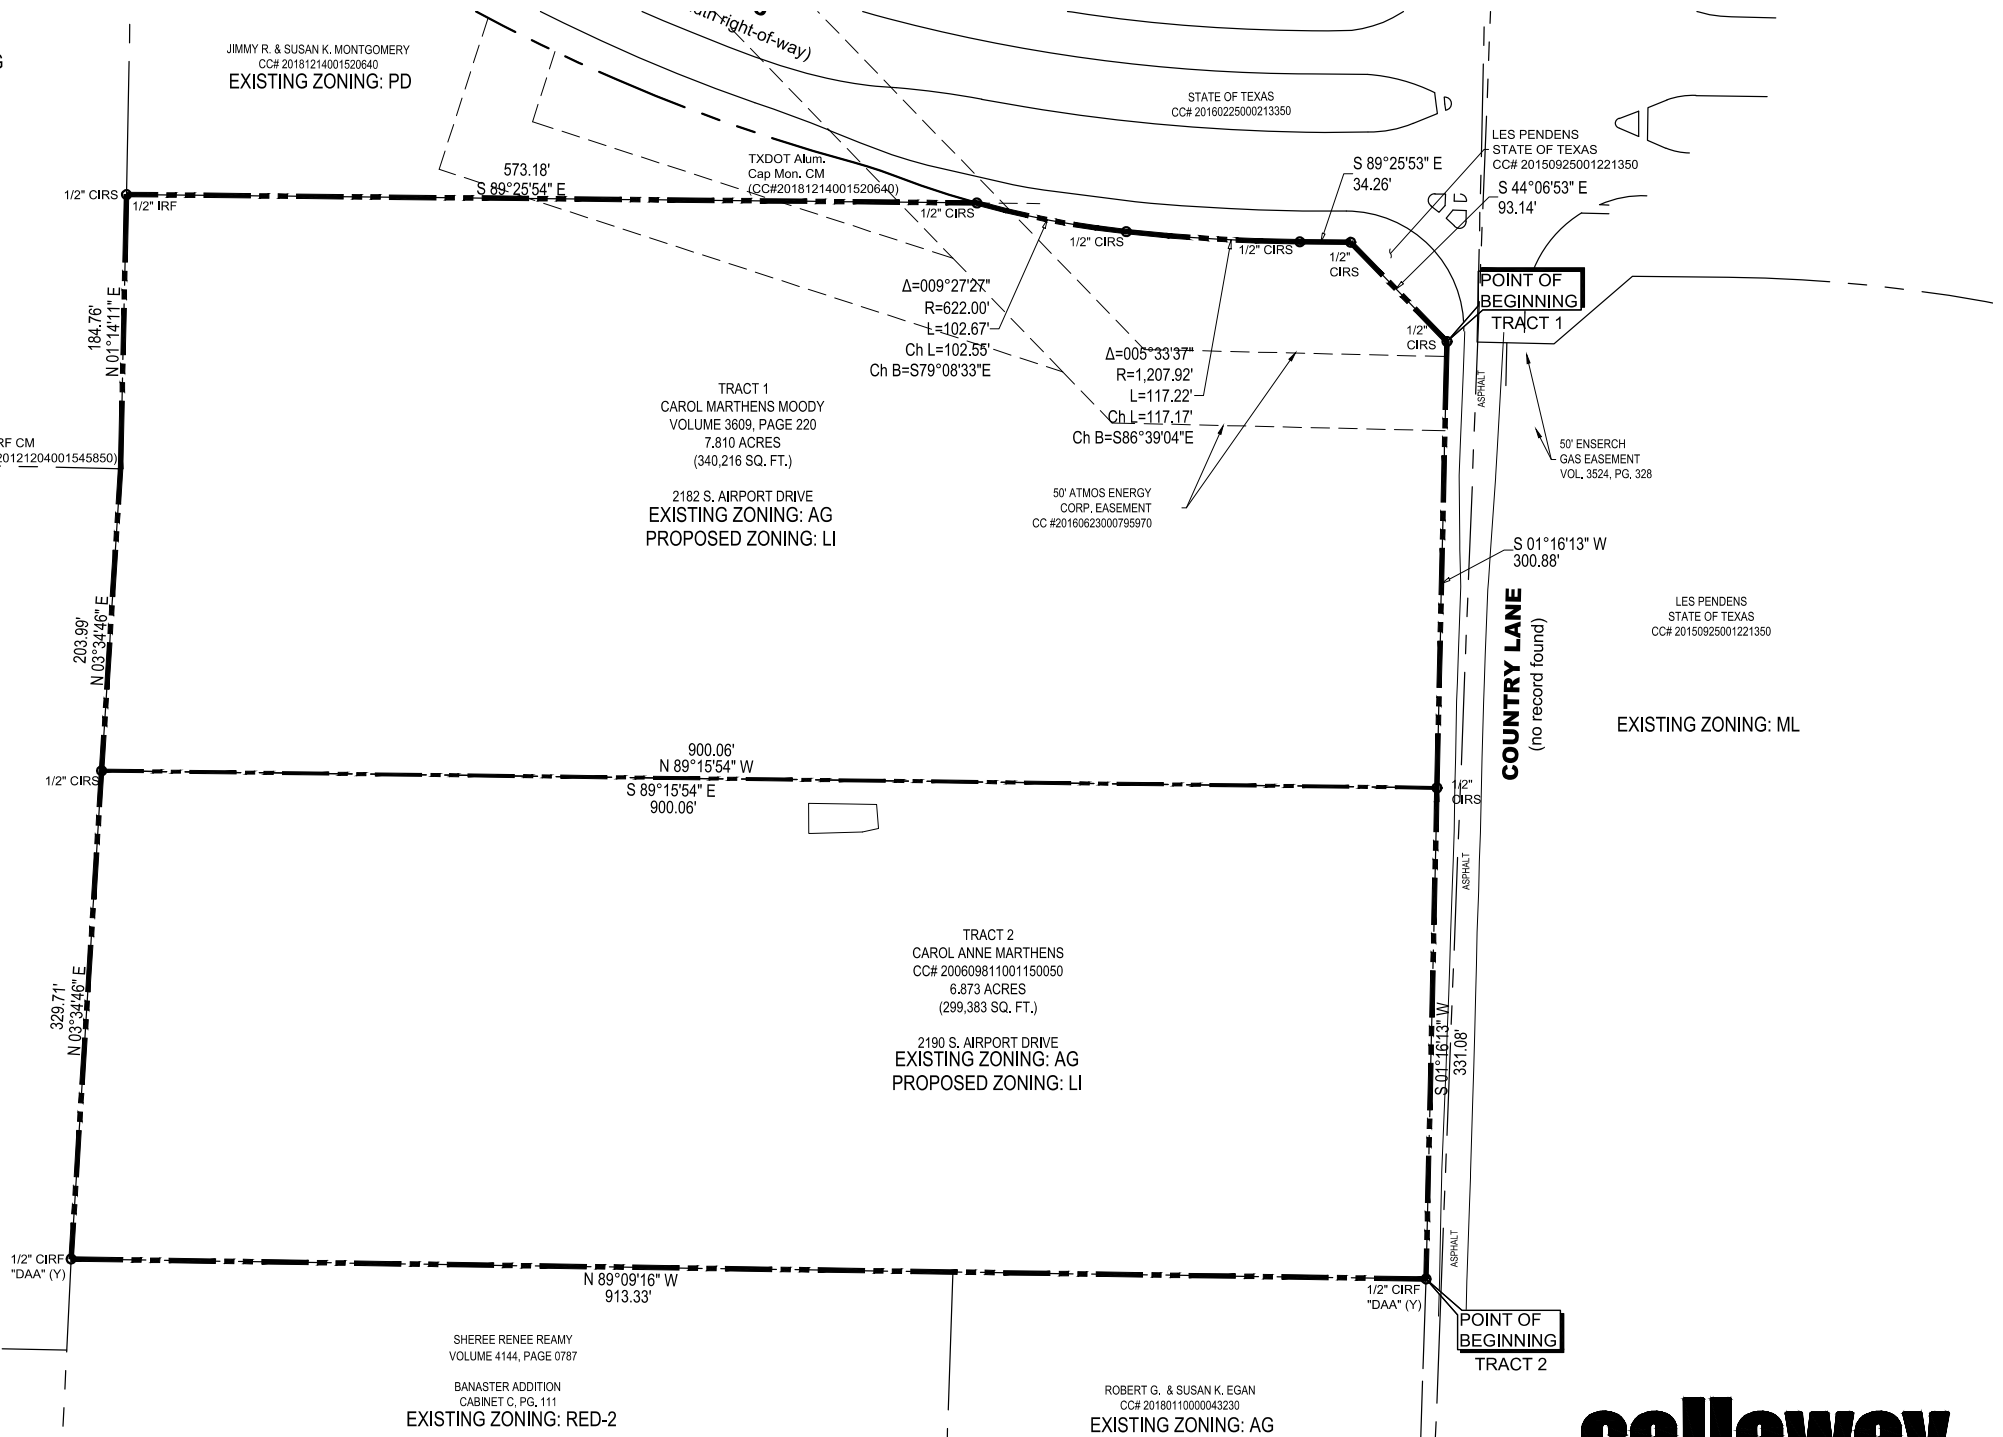 JIMMY R. & SUSAN K. MONTGOMERY
CC# 20181214001520640
EXISTING ZONING: PD
right-of-way)
STATE OF TEXAS
CC# 20160225000213350
LES PENDENS
STATE OF TEXAS
CC# 20150925001221350
S 89°25'53" E
34.26'
S 44°06'53" E
93.14'
TXDOT Alum.
Cap Mon. CM
(CC#20181214001520640)
573.18'
S 89°25'54" E
1/2" CIRS
1/2" IRF
1/2" CIRS
1/2" CIRS
1/2" CIRS
1/2"
CIRS
1/2"
CIRS
POINT OF
BEGINNING
TRACT 1
Δ=009°27'27"
R=622.00'
L=102.67'
Ch L=102.55'
Ch B=S79°08'33"E
Δ=005°33'37"
R=1,207.92'
L=117.22'
Ch L=117.17'
Ch B=S86°39'04"E
184.76'
N 01°14'11" E
TRACT 1
CAROL MARTHENS MOODY
VOLUME 3609, PAGE 220
7.810 ACRES
(340,216 SQ. FT.)
2182 S. AIRPORT DRIVE
EXISTING ZONING: AG
PROPOSED ZONING: LI
50' ATMOS ENERGY
CORP. EASEMENT
CC #20160623000795970
ASPHALT
50' ENSERCH
GAS EASEMENT
VOL. 3524, PG. 328
RF CM
20121204001545850)
S 01°16'13" W
300.88'
COUNTRY LANE
(no record found)
LES PENDENS
STATE OF TEXAS
CC# 20150925001221350
EXISTING ZONING: ML
203.99'
N 03°34'46" E
900.06'
N 89°15'54" W
S 89°15'54" E
900.06'
1/2" CIRS
1/2"
CIRS
ASPHALT
TRACT 2
CAROL ANNE MARTHENS
CC# 200609811001150050
6.873 ACRES
(299,383 SQ. FT.)
2190 S. AIRPORT DRIVE
EXISTING ZONING: AG
PROPOSED ZONING: LI
329.71'
N 03°34'46" E
S 01°16'13" W
331.08'
ASPHALT
1/2" CIRF
"DAA" (Y)
N 89°09'16" W
913.33'
1/2" CIRF
"DAA" (Y)
POINT OF
BEGINNING
TRACT 2
SHEREE RENEE REAMY
VOLUME 4144, PAGE 0787
BANASTER ADDITION
CABINET C, PG. 111
EXISTING ZONING: RED-2
ROBERT G. & SUSAN K. EGAN
CC# 20180110000043230
EXISTING ZONING: AG